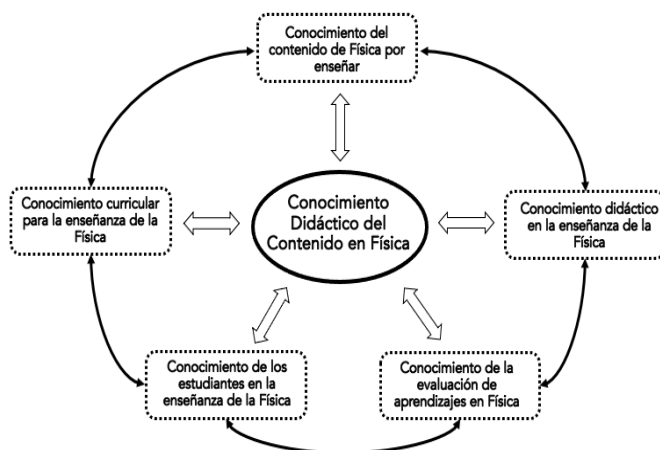 Conocimiento del
contenido de Física por
enseñar
Conocimiento curricular
para la enseñanza de la
Física
Conocimiento
Didáctico del
Contenido en Física
Conocimiento didáctico
en la enseñanza de la
Física
Conocimiento de los
estudiantes en la
enseñanza de la Física
Conocimiento de la
evaluación de
aprendizajes en Física